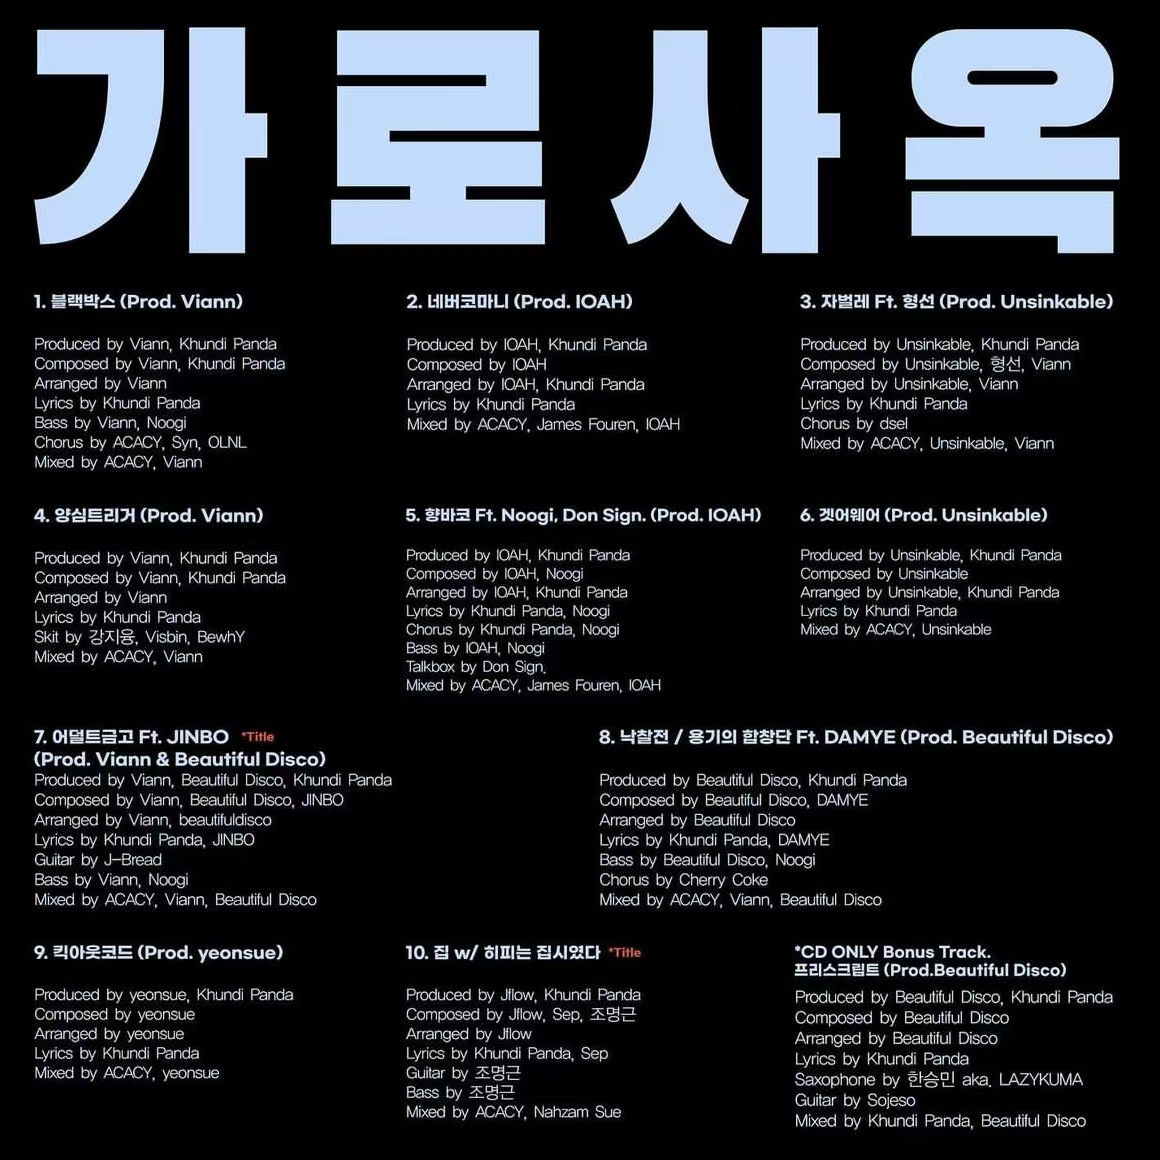 가로사옥
1. 블랙박스 (Prod. Viann)
Produced by Viann, Khundi Panda
Composed by Viann, Khundi Panda
Arranged by Viann
Lyrics by Khundi Panda
Bass by Viann, Noogi
Chorus by ACACY, Syn, OLNL
Mixed by ACACY, Viann
2. 네버코마니 (Prod. IOAH)
Produced by IOAH, Khundi Panda
Composed by IOAH
Arranged by IOAH, Khundi Panda
Lyrics by Khundi Panda
Mixed by ACACY, James Fouren, IOAH
3. 자벌레 Ft. 형선 (Prod. Unsinkable)
Produced by Unsinkable, Khundi Panda
Composed by Unsinkable, 형선, Viann
Arranged by Unsinkable, Viann
Lyrics by Khundi Panda
Chorus by dsel
Mixed by ACACY, Unsinkable, Viann
4. 양심트리거 (Prod. Viann)
Produced by Viann, Khundi Panda
Composed by Viann, Khundi Panda
Arranged by Viann
Lyrics by Khundi Panda
Skit by 강지융, Visbin, BewhY
Mixed by ACACY, Viann
5. 향바코 Ft. Noogi, Don Sign. (Prod. IOAH)
Produced by IOAH, Khundi Panda
Composed by IOAH, Noogi
Arranged by IOAH, Khundi Panda
Lyrics by Khundi Panda, Noogi
Chorus by Khundi Panda, Noogi
Bass by IOAH, Noogi
Talkbox by Don Sign.
Mixed by ACACY, James Fouren, IOAH
6. 겟어웨어 (Prod. Unsinkable)
Produced by Unsinkable, Khundi Panda
Composed by Unsinkable
Arranged by Unsinkable, Khundi Panda
Lyrics by Khundi Panda
Mixed by ACACY, Unsinkable
7. 어덜트금고 Ft. JINBO *Title
(Prod. Viann & Beautiful Disco)
Produced by Viann, Beautiful Disco, Khundi Panda
Composed by Viann, Beautiful Disco, JINBO
Arranged by Viann, beautifuldisco
Lyrics by Khundi Panda, JINBO
Guitar by J-Bread
Bass by Viann, Noogi
Mixed by ACACY, Viann, Beautiful Disco
8. 낙찰전 / 용기의 합창단 Ft. DAMYE (Prod. Beautiful Disco)
Produced by Beautiful Disco, Khundi Panda
Composed by Beautiful Disco, DAMYE
Arranged by Beautiful Disco
Lyrics by Khundi Panda, DAMYE
Bass by Beautiful Disco, Noogi
Chorus by Cherry Coke
Mixed by ACACY, Viann, Beautiful Disco
9. 킥아웃코드 (Prod. yeonsue)
Produced by yeonsue, Khundi Panda
Composed by yeonsue
Arranged by yeonsue
Lyrics by Khundi Panda
Mixed by ACACY, yeonsue
10. 집 w/ 히피는 집시였다 *Title
Produced by Jflow, Khundi Panda
Composed by Jflow, Sep, 조명근
Arranged by Jflow
Lyrics by Khundi Panda, Sep
Guitar by 조명근
Bass by 조명근
Mixed by ACACY, Nahzam Sue
*CD ONLY Bonus Track.
프리스크립트 (Prod.Beautiful Disco)
Produced by Beautiful Disco, Khundi Panda
Composed by Beautiful Disco
Arranged by Beautiful Disco
Lyrics by Khundi Panda
Saxophone by 한승민 aka. LAZYKUMA
Guitar by Sojeso
Mixed by Khundi Panda, Beautiful Disco